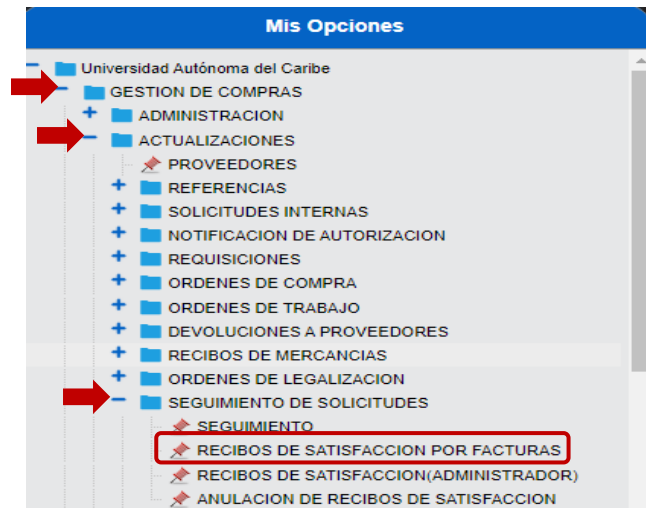 Mis Opciones
Universidad Autónoma del Caribe
GESTION DE COMPRAS
ADMINISTRACION
ACTUALIZACIONES
PROVEEDORES
REFERENCIAS
SOLICITUDES INTERNAS
NOTIFICACION DE AUTORIZACION
REQUISICIONES
ORDENES DE COMPRA
ORDENES DE TRABAJO
DEVOLUCIONES A PROVEEDORES
RECIBOS DE MERCANCIAS
ORDENES DE LEGALIZACION
SEGUIMIENTO DE SOLICITUDES
SEGUIMIENTO
RECIBOS DE SATISFACCION POR FACTURAS
RECIBOS DE SATISFACCION(ADMINISTRADOR)
ANULACION DE RECIBOS DE SATISFACCION